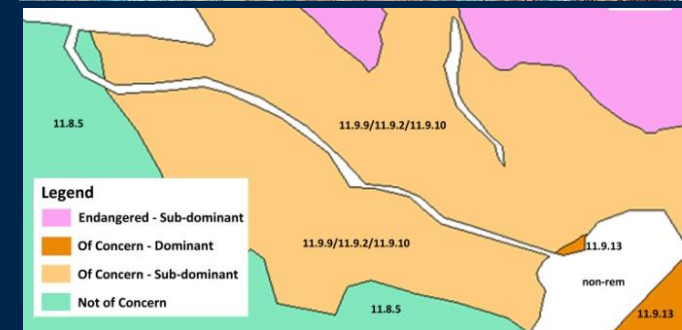 11.8.5
11.9.9/11.9.2/11.9.10
Legend
Endangered - Sub-dominant
Of Concern - Dominant
Of Concern - Sub-dominant
Not of Concern
11.9.9/11.9.2/11.9.10
11.9.13
non-rem
11.8.5
11.9.13